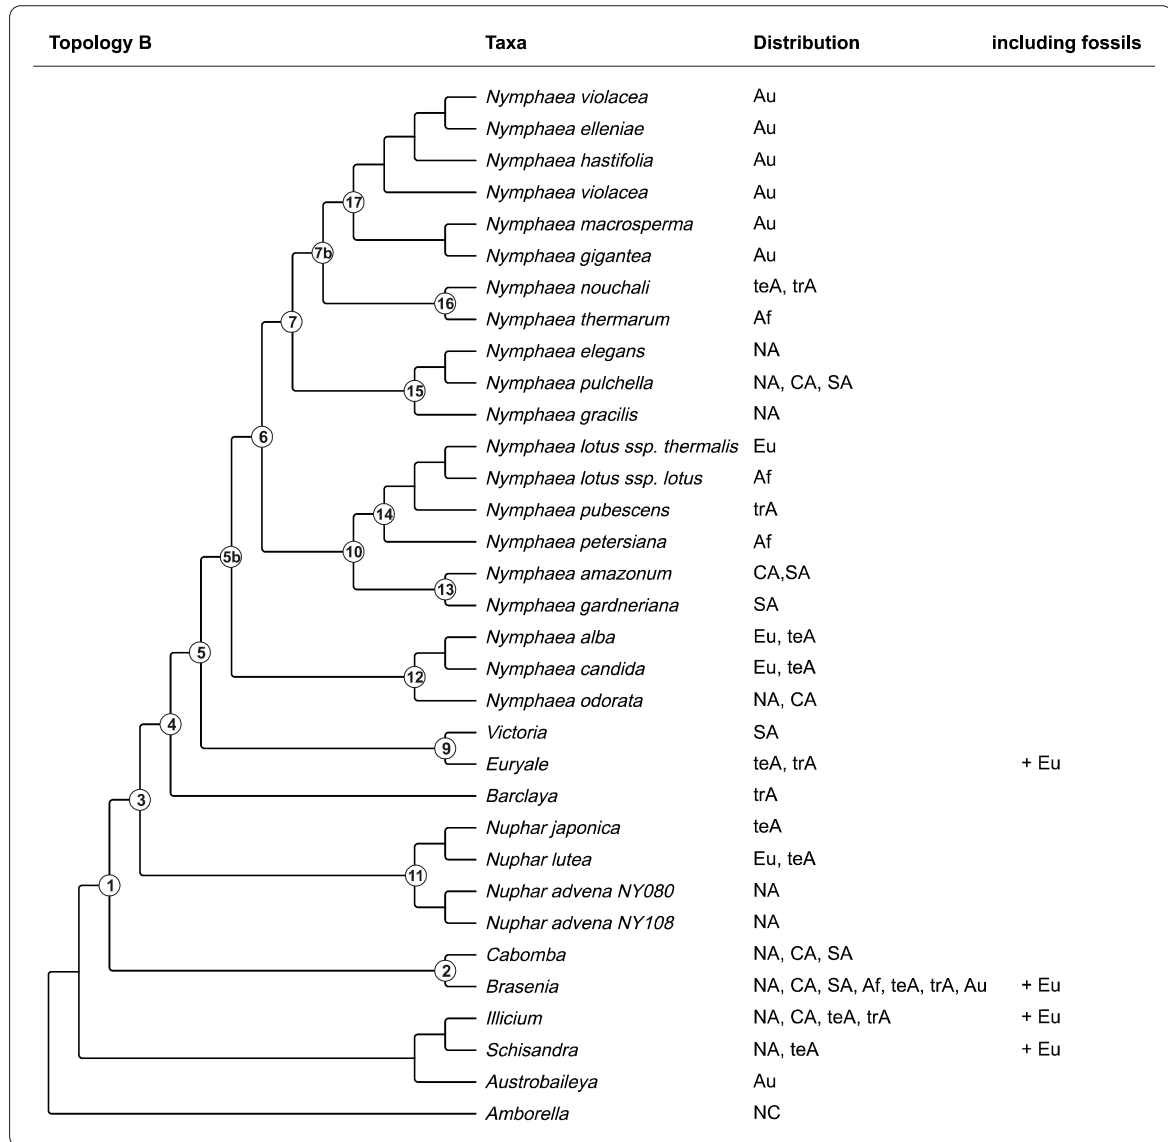 Topology B Taxa Distribution including fossils
Nymphaea violacea Au
Nymphaea elleniae Au
Nymphaea hastifolia Au
Nymphaea violacea Au
17
Nymphaea macrosperma Au
7b
Nymphaea gigantea Au
Nymphaea nouchali teA, trA
16
Nymphaea thermarum Af
7
Nymphaea elegans NA
Nymphaea pulchella NA, CA, SA
15
Nymphaea gracilis NA
6
Nymphaea lotus ssp. thermalis Eu
Nymphaea lotus ssp. lotus Af
Nymphaea pubescens trA
14
Nymphaea petersiana Af
10
5b
Nymphaea amazonum CA,SA
13
Nymphaea gardneriana SA
Nymphaea alba Eu, teA
5
Nymphaea candida Eu, teA
12
Nymphaea odorata NA, CA
4
Victoria SA
9
Euryale teA, trA + Eu
Barclaya trA
3
Nuphar japonica teA
Nuphar lutea Eu, teA
11
1
Nuphar advena NY080 NA
Nuphar advena NY108 NA
Cabomba NA, CA, SA
2
Brasenia NA, CA, SA, Af, teA, trA, Au + Eu
Illicium NA, CA, teA, trA + Eu
Schisandra NA, teA + Eu
Austrobaileya Au
Amborella NC